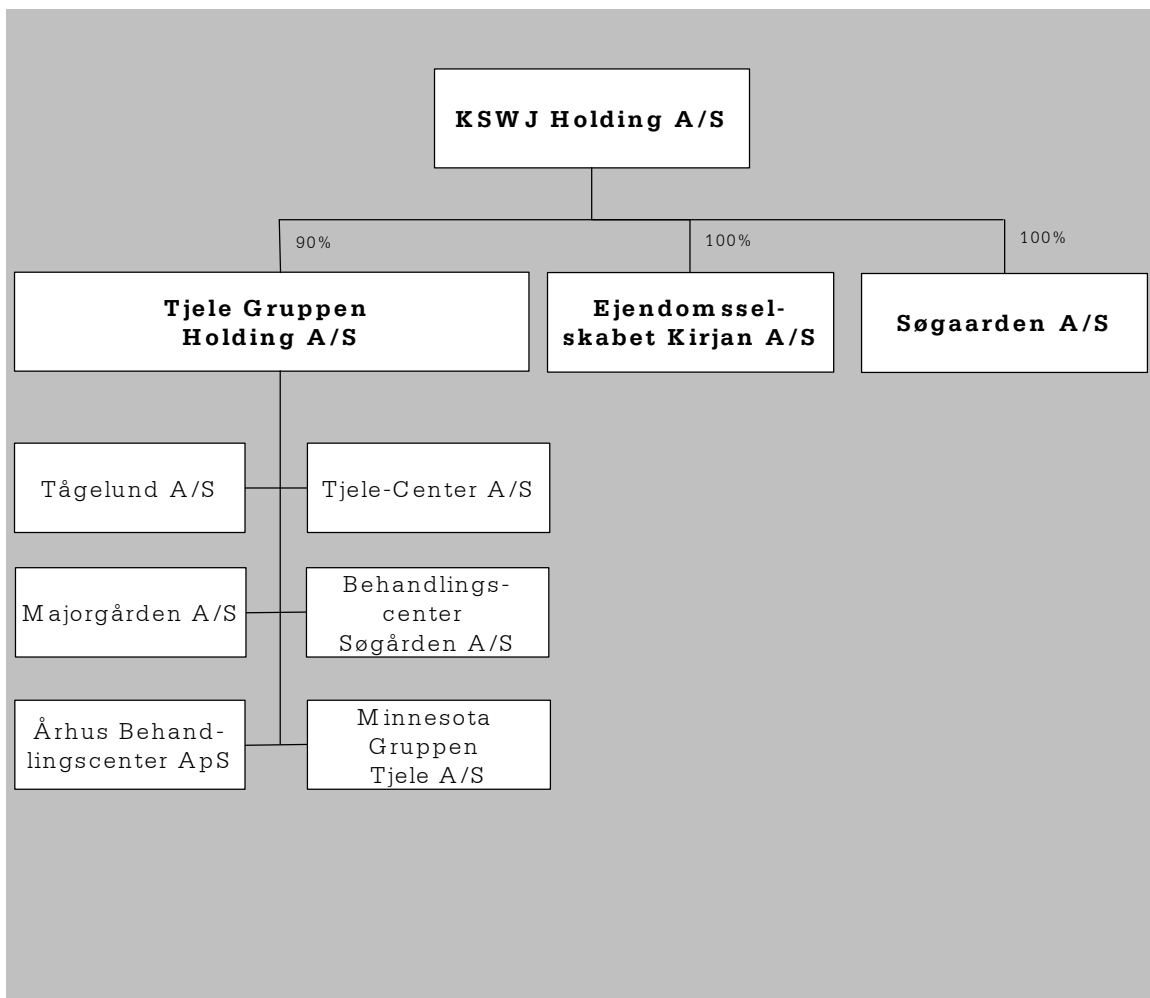 KSWJ Holding A/S
90%
100%
100%
Tjele Gruppen
Holding A/S
Ejendomssel-
skabet Kirjan A/S
Søgaarden A/S
Tågelund A/S
Tjele-Center A/S
Majorgården A/S
Behandlings-
center
Søgården A/S
Århus Behand-
lingscenter ApS
Minnesota
Gruppen
Tjele A/S